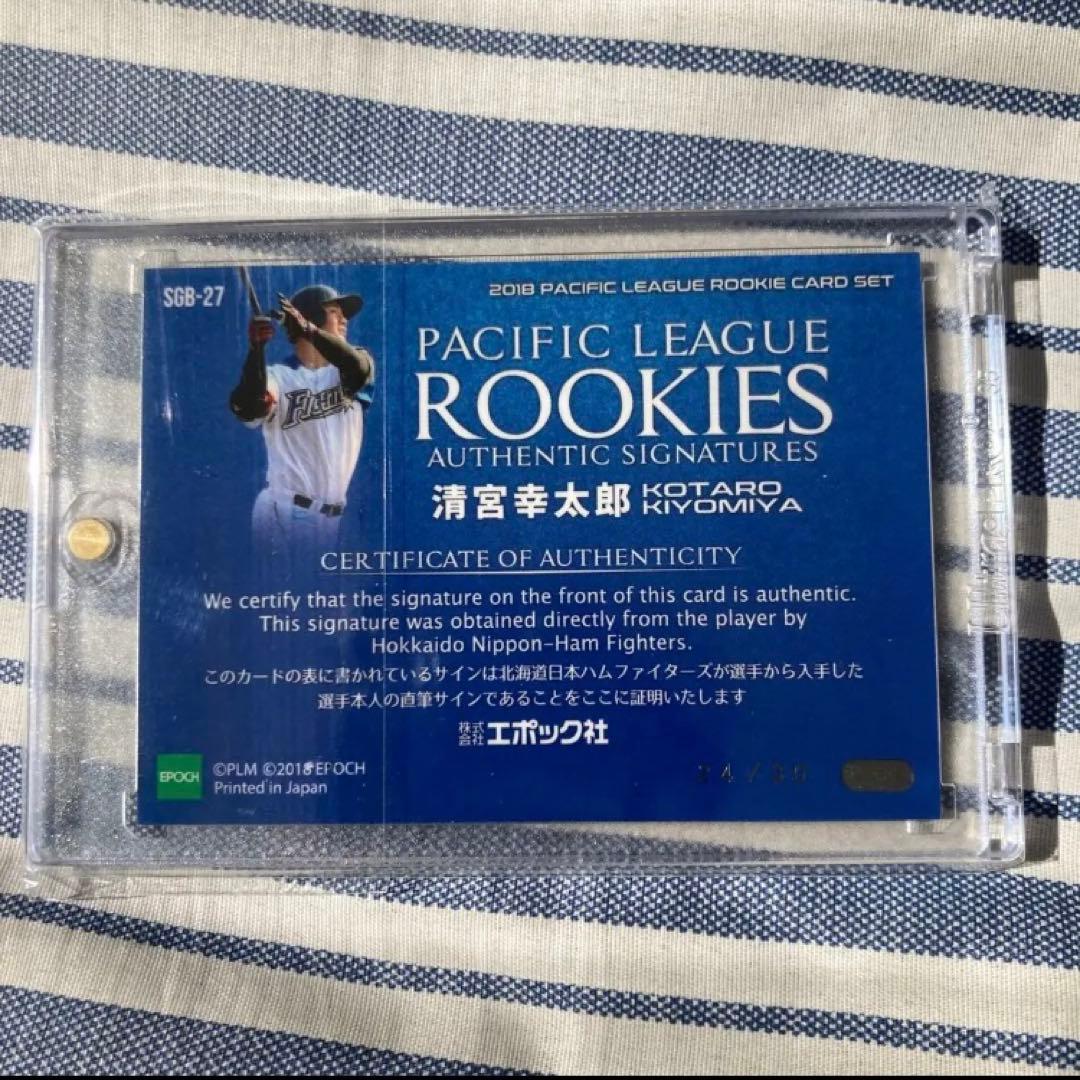 SGB-27
2018 PACIFIC LEAGUE ROOKIE CARD SET
PACIFIC LEAGUE
ROOKIES
AUTHENTIC SIGNATURES
清宮幸太郎 KOTARO KIYOMIYA
CERTIFICATE OF AUTHENTICITY
We certify that the signature on the front of this card is authentic.
This signature was obtained directly from the player by
Hokkaido Nippon-Ham Fighters.
このカードの表に書かれているサインは北海道日本ハムファイターズが選手から入手した
選手本人の直筆サインであることをここに証明いたします
株式会社エポック社
EPOCH
©PLM ©2018 EPOCH
Printed in Japan